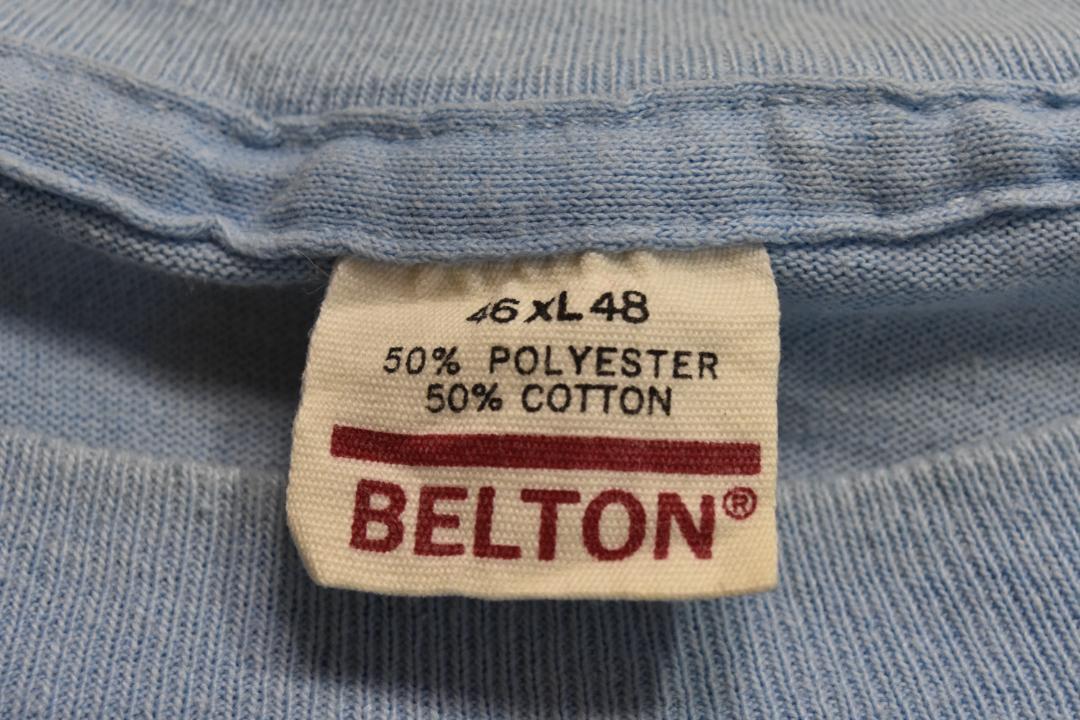 46 XL 48
50% POLYESTER
50% COTTON
BELTON®